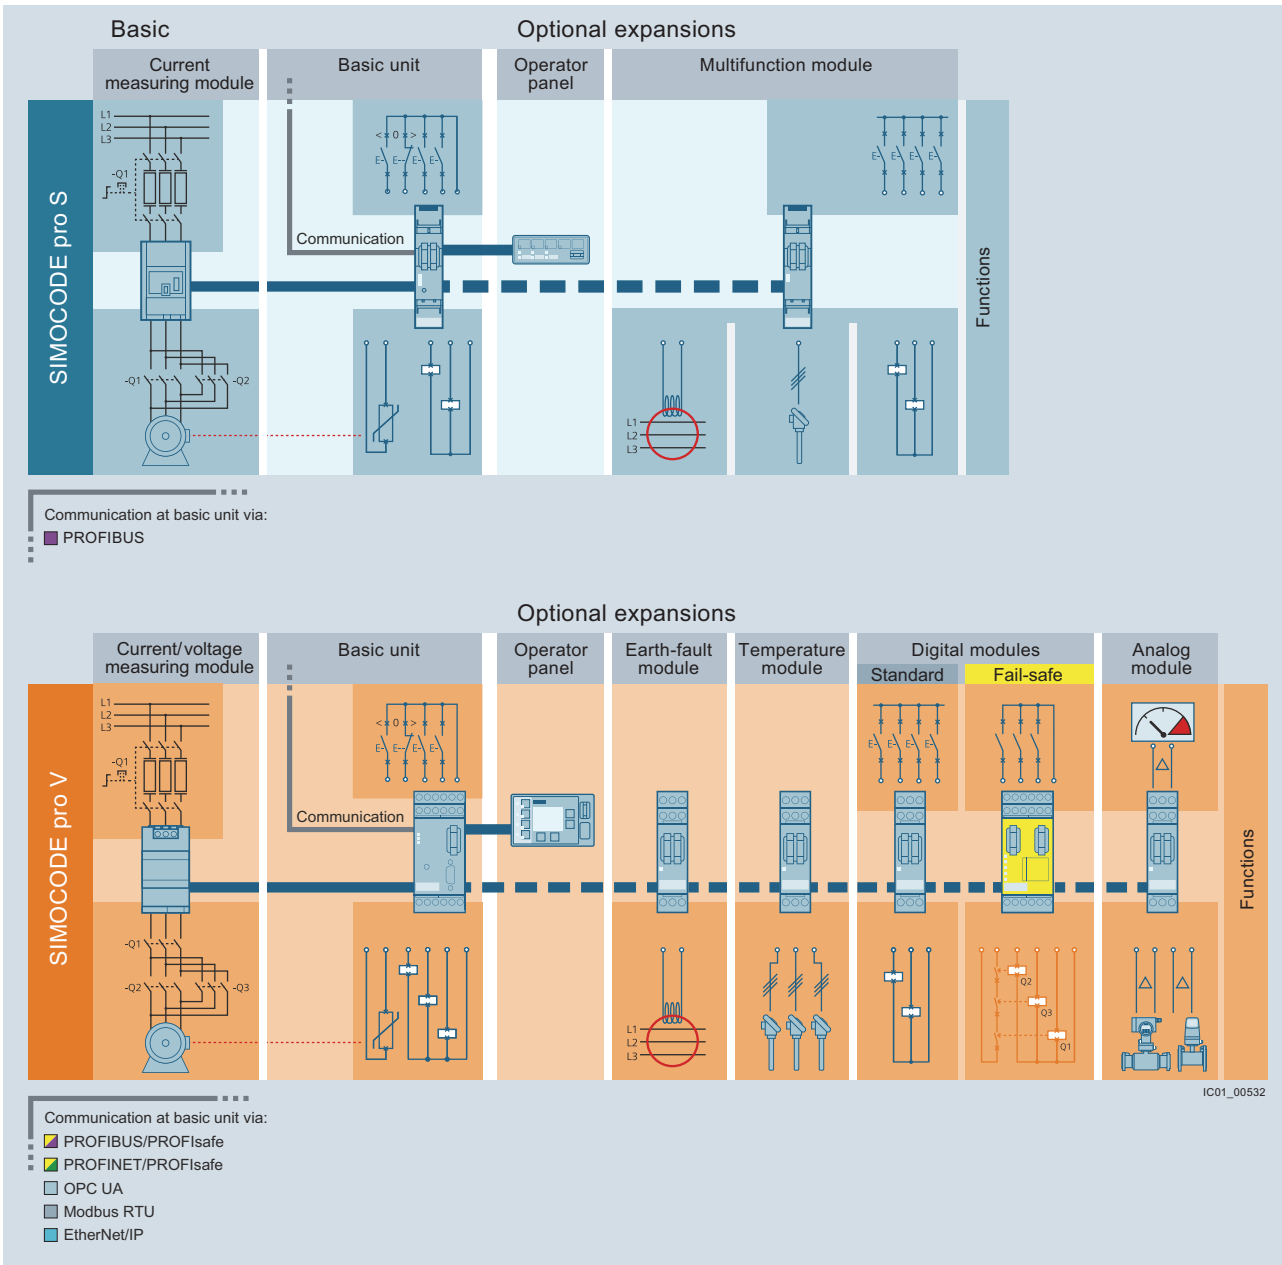 Basic
Optional expansions
Current
measuring module
Basic unit
Operator
panel
Multifunction module
SIMOCODE pro S
L1
L2
L3
-Q1
< 0 >
E- E-- E- E-
E- E- E- E-
Communication
Functions
-Q1
-Q2
L1
L2
L3
Communication at basic unit via:
PROFIBUS
Optional expansions
Current/voltage
measuring module
Basic unit
Operator
panel
Earth-fault
module
Temperature
module
Digital modules
Standard
Fail-safe
Analog
module
SIMOCODE pro V
L1
L2
L3
-Q1
< 0 >
E- E-- E- E-
E- E- E- E-
Communication
Functions
-Q1
-Q2
-Q3
L1
L2
L3
Q2
Q3
Q1
IC01_00532
Communication at basic unit via:
PROFIBUS/PROFIsafe
PROFINET/PROFIsafe
OPC UA
Modbus RTU
EtherNet/IP